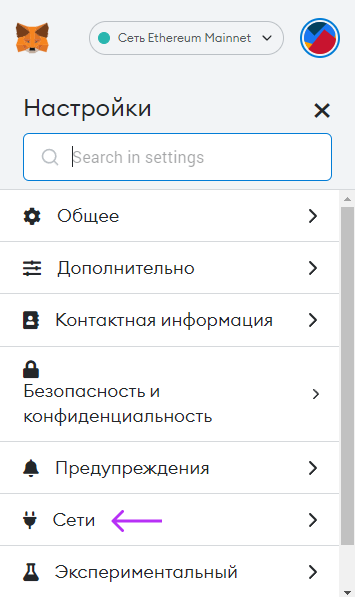 Сеть Ethereum Mainnet
Настройки
Search in settings
Общее
Дополнительно
Контактная информация
Безопасность и
конфиденциальность
Предупреждения
Сети
Экспериментальный